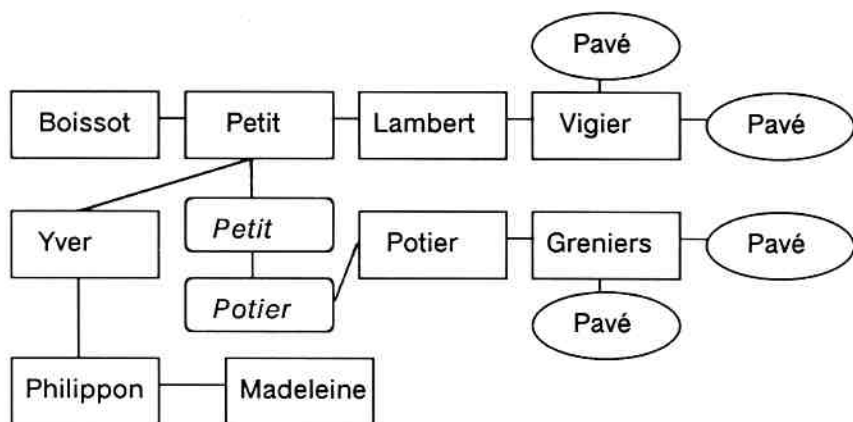 Pavé
Boissot Petit Lambert Vigier Pavé
Yver Petit Potier Greniers Pavé
Potier Pavé
Philippon Madeleine